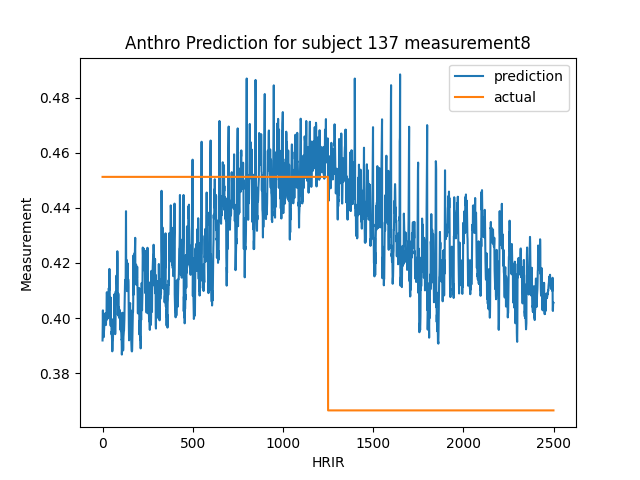 Anthro Prediction for subject 137 measurement8
prediction
actual
Measurement
0.48
0.46
0.44
0.42
0.40
0.38
0
500
1000
1500
2000
2500
HRIR